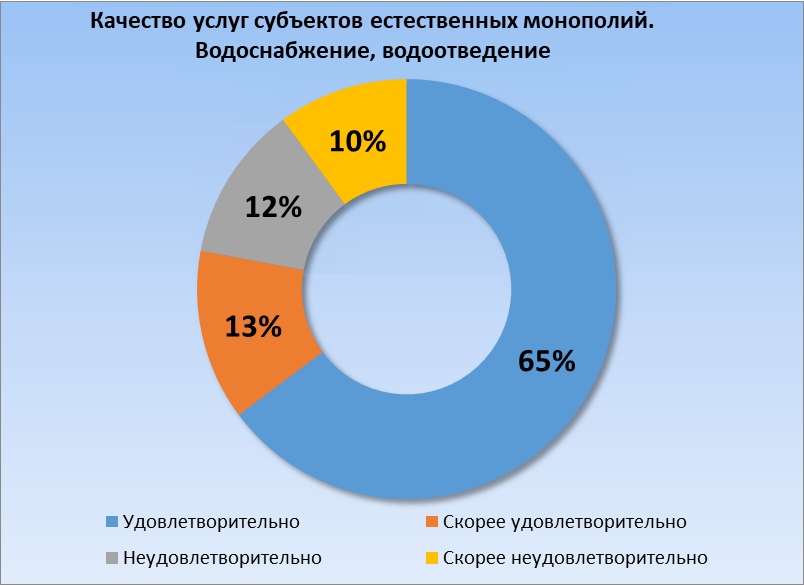 Качество услуг субъектов естественных монополий.
Водоснабжение, водоотведение
10%
12%
13%
65%
Удовлетворительно
Скорее удовлетворительно
Неудовлетворительно
Скорее неудовлетворительно